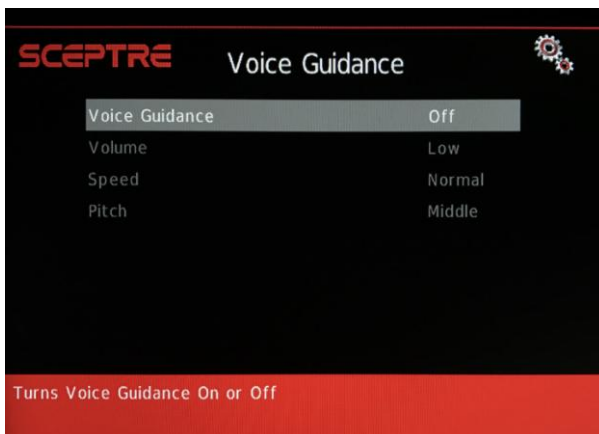 SCEPTRE
Voice Guidance
Voice Guidance Off
Volume Low
Speed Normal
Pitch Middle
Turns Voice Guidance On or Off